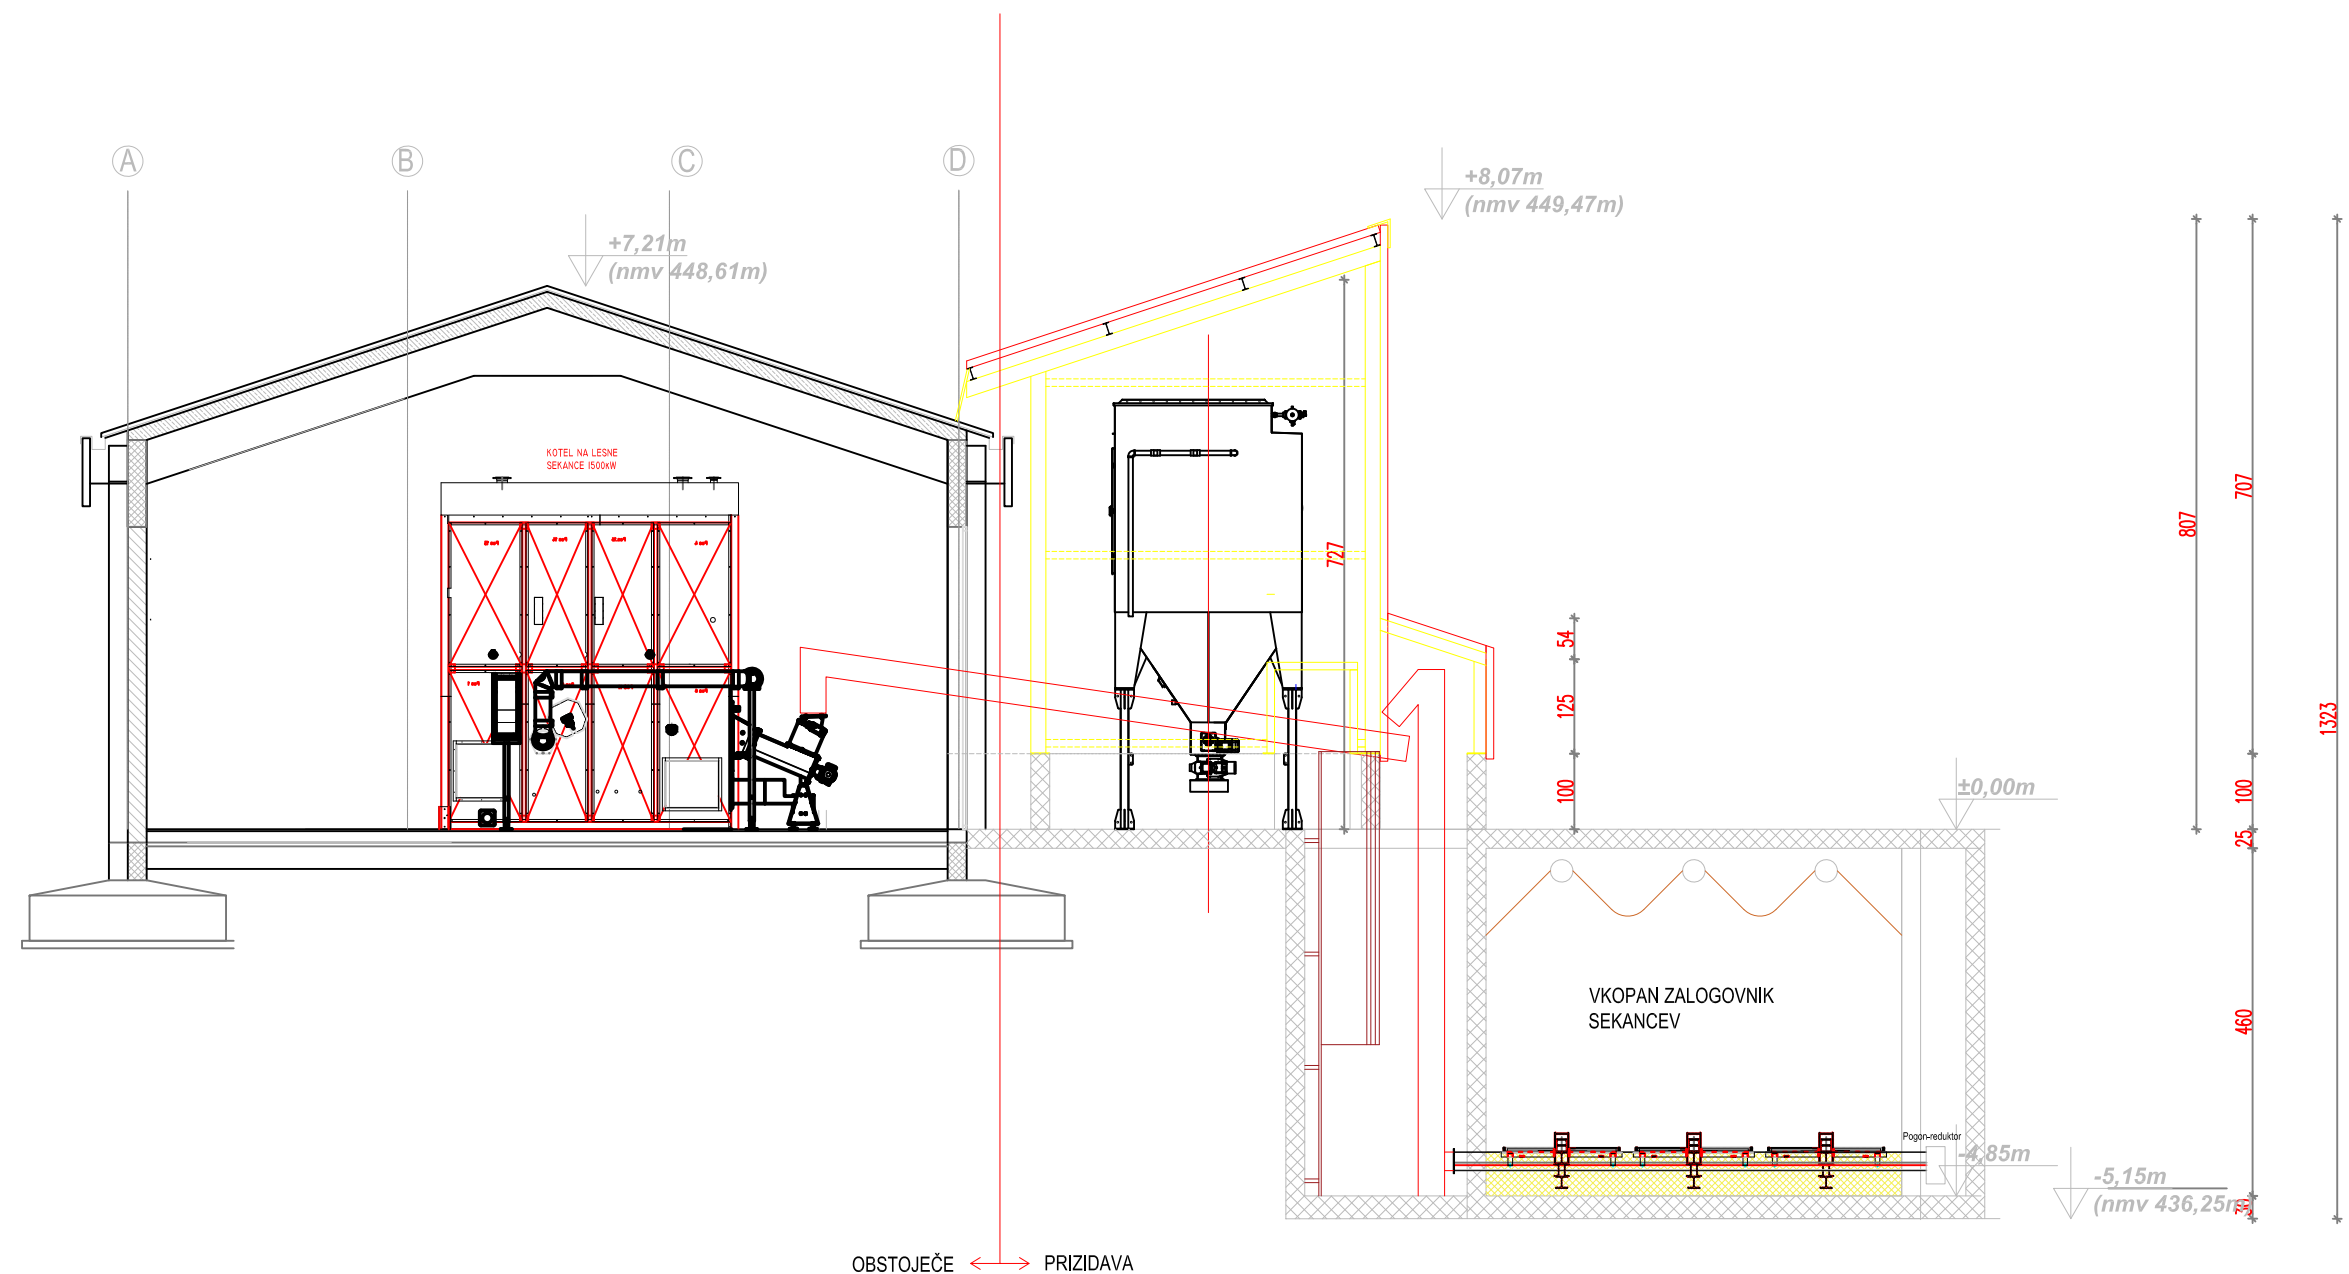 A
B
C
D
+7,21m
(nmv 448,61m)
+8,07m
(nmv 449,47m)
KOTEL NA LESNE
SEKANCE 1500kW
727
54
125
100
807
707
100
25
460
1323
±0,00m
VKOPAN ZALOGOVNIK
SEKANCEV
Pogon-reduktor
-4,85m
-5,15m
(nmv 436,25m)
OBSTOJEČE
PRIZIDAVA